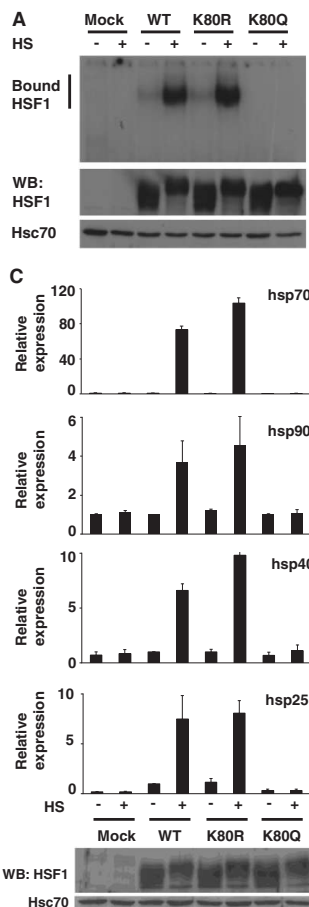 A
Mock WT K80R K80Q
HS - + - + - + - +
Bound
HSF1
WB:
HSF1
Hsc70
C
hsp70
Relative
expression
120
80
40
0
hsp90
Relative
expression
6
4
2
0
hsp40
Relative
expression
10
5
0
hsp25
Relative
expression
10
5
0
HS - + - + - + - +
Mock WT K80R K80Q
WB: HSF1
Hsc70